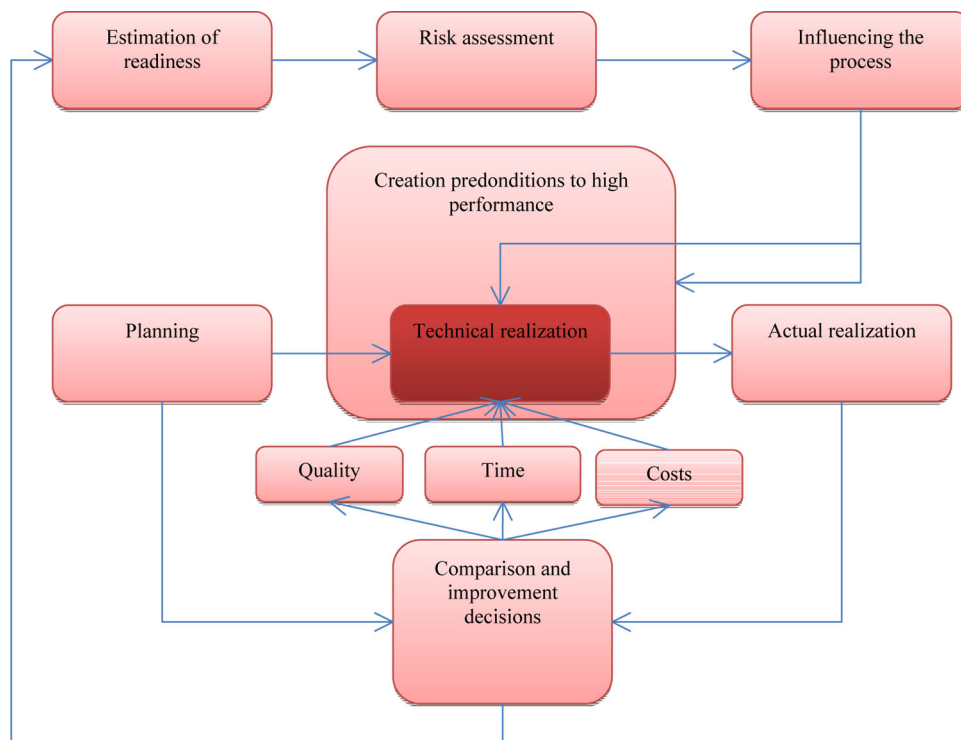 Estimation of
readiness
Risk assessment
Influencing the
process
Creation predonditions to high
performance
Planning
Technical realization
Actual realization
Quality
Time
Costs
Comparison and
improvement
decisions